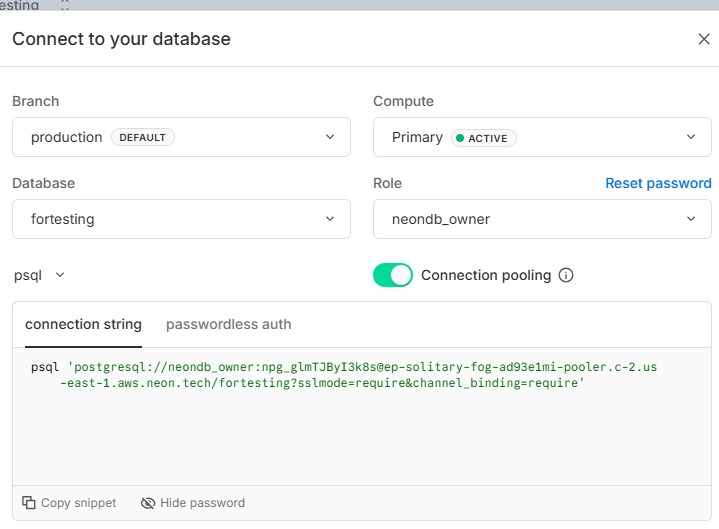 esting
Connect to your database
Branch
Compute
production DEFAULT
Primary ACTIVE
Database
Role
Reset password
fortesting
neondb_owner
psql
Connection pooling
connection string
passwordless auth
psql 'postgresql://neondb_owner:npg_glmTJByI3k8s@ep-solitary-fog-ad93e1mi-pooler.c-2.us
-east-1.aws.neon.tech/fortesting?sslmode=require&channel_binding=require'
Copy snippet
Hide password